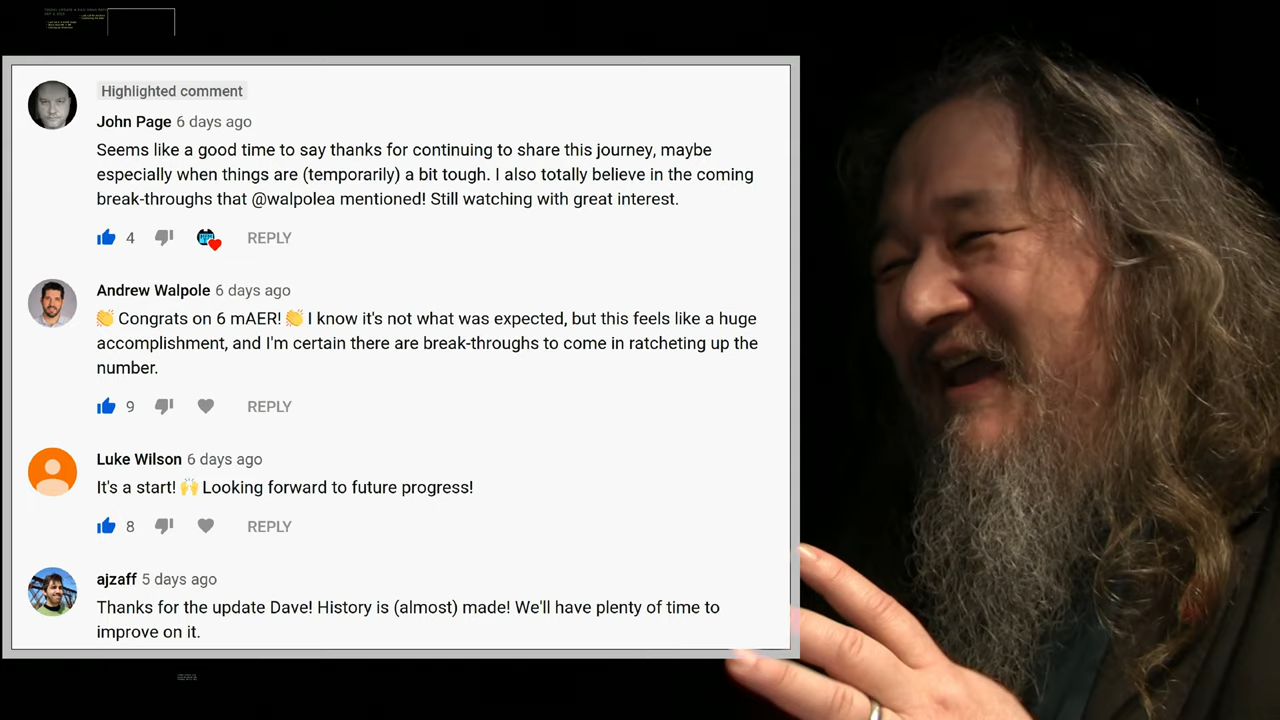 Highlighted comment
John Page 6 days ago
Seems like a good time to say thanks for continuing to share this journey, maybe
especially when things are (temporarily) a bit tough. I also totally believe in the coming
break-throughs that @walpolea mentioned! Still watching with great interest.
4 REPLY
Andrew Walpole 6 days ago
👏 Congrats on 6 mAER! 👏 I know it's not what was expected, but this feels like a huge
accomplishment, and I'm certain there are break-throughs to come in ratcheting up the
number.
9 REPLY
Luke Wilson 6 days ago
It's a start! 🙌 Looking forward to future progress!
8 REPLY
ajzaff 5 days ago
Thanks for the update Dave! History is (almost) made! We'll have plenty of time to
improve on it.